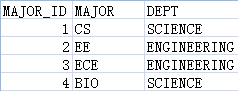 MAJOR_ID MAJOR DEPT
1 CS SCIENCE
2 EE ENGINEERING
3 ECE ENGINEERING
4 BIO SCIENCE